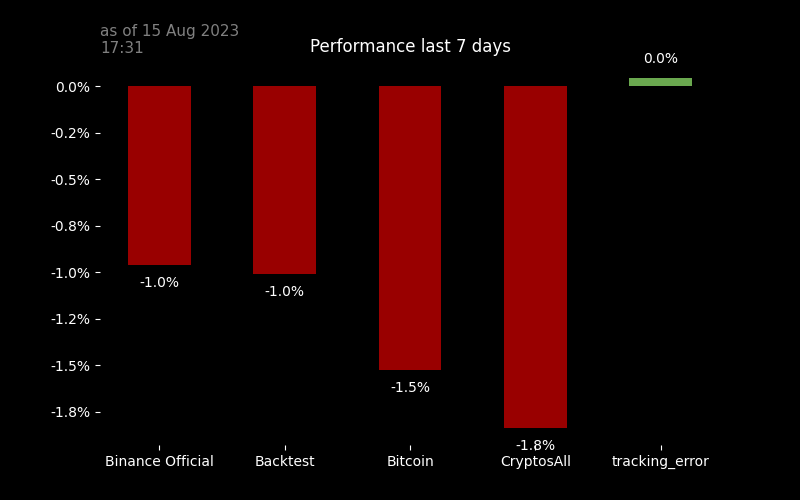 as of 15 Aug 2023
17:31
Performance last 7 days
0.0%
0.0%
-0.2%
-0.5%
-0.8%
-1.0%
-1.0%
-1.0%
-1.2%
-1.5%
-1.5%
-1.8%
-1.8%
Binance Official
Backtest
Bitcoin
CryptosAll
tracking_error